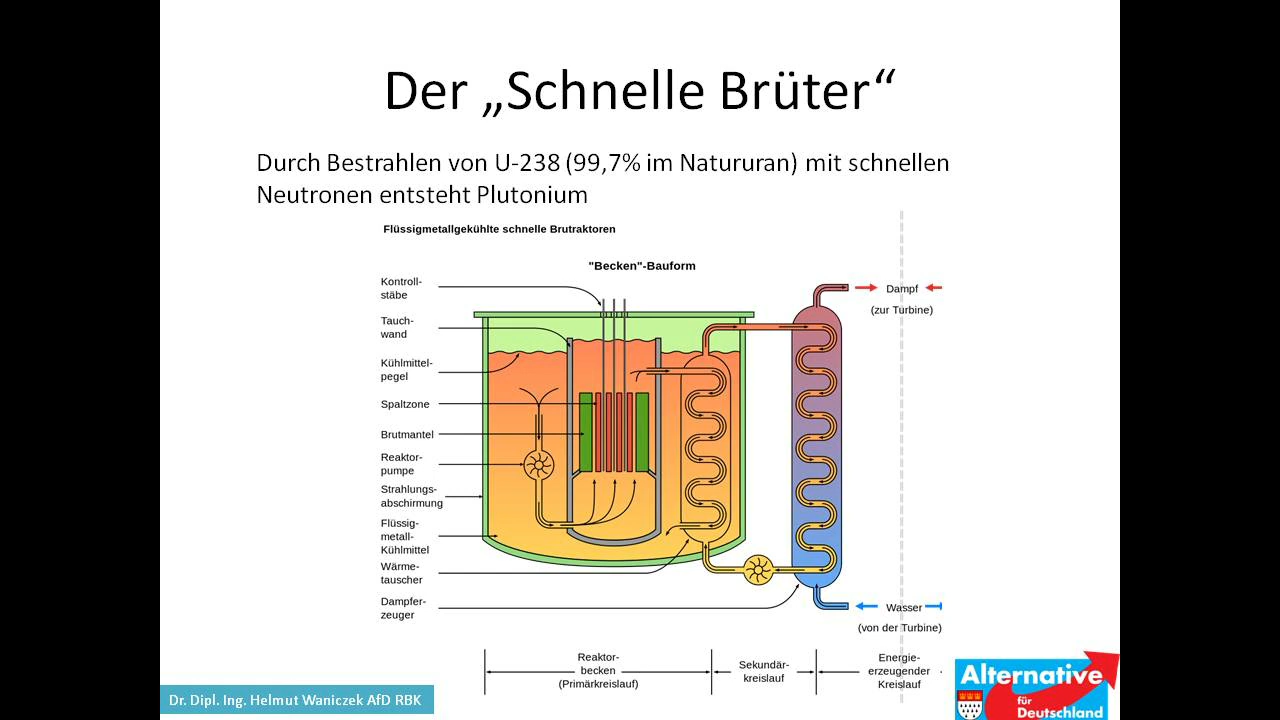 Der „Schnelle Brüter“
Durch Bestrahlen von U-238 (99,7% im Natururan) mit schnellen
Neutronen entsteht Plutonium
Flüssigmetallgekühlte schnelle Brutraktoren
"Becken"-Bauform
Kontroll-
stäbe
Tauch-
wand
Kühlmittel-
pegel
Spaltzone
Brutmantel
Reaktor-
pumpe
Strahlungs-
abschirmung
Flüssig-
metall-
Kühlmittel
Wärme-
tauscher
Dampfer-
zeuger
Dampf
(zur Turbine)
Wasser
(von der Turbine)
Reaktor-
becken
(Primärkreislauf)
Sekundär-
kreislauf
Energie-
erzeugender
Kreislauf
Dr. Dipl. Ing. Helmut Waniczek AfD RBK
Alternative
für
Deutschland